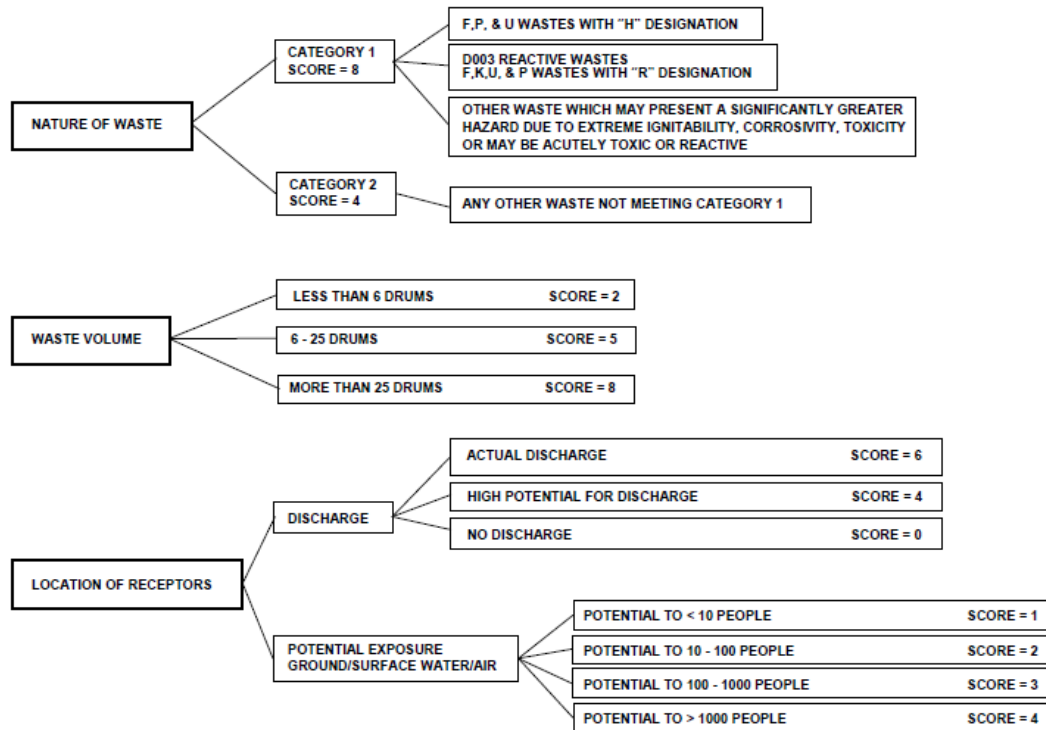 F,P, & U WASTES WITH "H" DESIGNATION
CATEGORY 1
SCORE = 8
D003 REACTIVE WASTES
F,K,U, & P WASTES WITH "R" DESIGNATION
NATURE OF WASTE
OTHER WASTE WHICH MAY PRESENT A SIGNIFICANTLY GREATER
HAZARD DUE TO EXTREME IGNITABILITY, CORROSIVITY, TOXICITY
OR MAY BE ACUTELY TOXIC OR REACTIVE
CATEGORY 2
SCORE = 4
ANY OTHER WASTE NOT MEETING CATEGORY 1
WASTE VOLUME
LESS THAN 6 DRUMS SCORE = 2
6 - 25 DRUMS SCORE = 5
MORE THAN 25 DRUMS SCORE = 8
LOCATION OF RECEPTORS
DISCHARGE
ACTUAL DISCHARGE SCORE = 6
HIGH POTENTIAL FOR DISCHARGE SCORE = 4
NO DISCHARGE SCORE = 0
POTENTIAL EXPOSURE
GROUND/SURFACE WATER/AIR
POTENTIAL TO < 10 PEOPLE SCORE = 1
POTENTIAL TO 10 - 100 PEOPLE SCORE = 2
POTENTIAL TO 100 - 1000 PEOPLE SCORE = 3
POTENTIAL TO > 1000 PEOPLE SCORE = 4